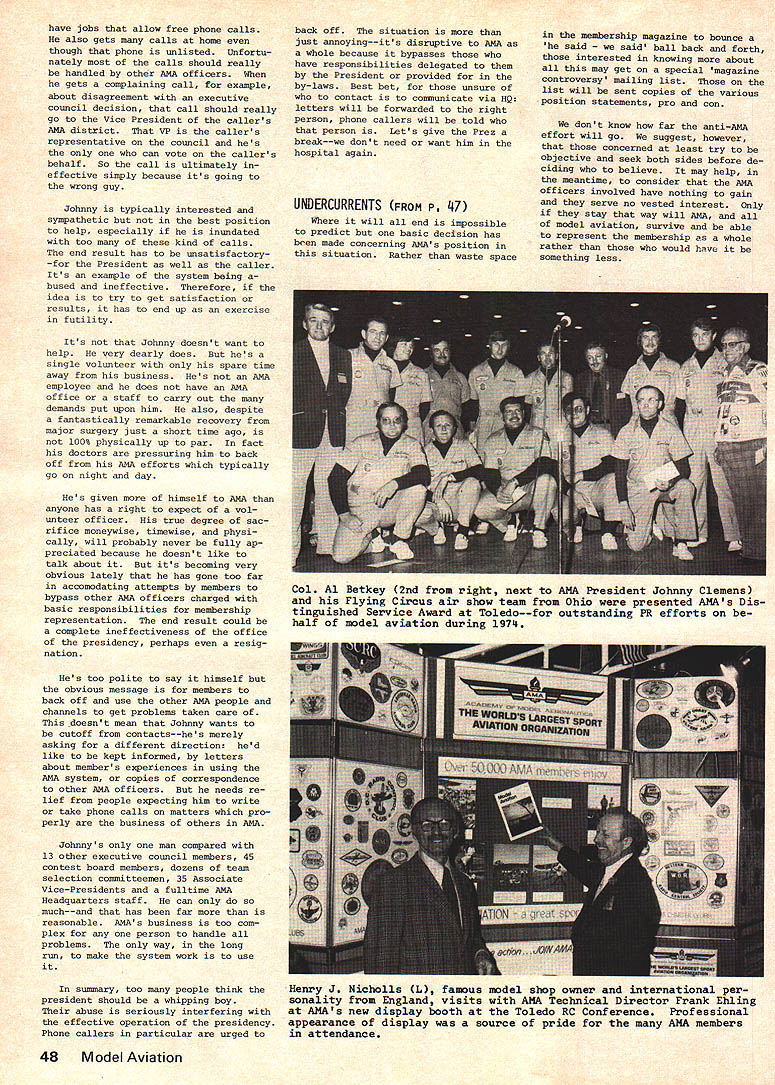 have jobs that allow free phone calls.
He also gets many calls at home even
though that phone is unlisted. Unfortu-
nately most of the calls should really
be handled by other AMA officers. When
he gets a complaining call, for example,
about disagreement with an executive
council decision, that call should really
go to the Vice President of the caller's
AMA district. That VP is the caller's
representative on the council and he's
the only one who can vote on the caller's
behalf. So the call is ultimately in-
effective simply because it's going to
the wrong guy.
Johnny is typically interested and
sympathetic but not in the best position
to help, especially if he is inundated
with too many of these kind of calls.
The end result has to be unsatisfactory-
-for the President as well as the caller.
It's an example of the system being a-
bused and ineffective. Therefore, if the
idea is to try to get satisfaction or
results, it has to end up as an exercise
in futility.
It's not that Johnny doesn't want to
help. He very dearly does. But he's a
single volunteer with only his spare time
away from his business. He's not an AMA
employee and he does not have an AMA
office or a staff to carry out the many
demands put upon him. He also, despite
a fantastically remarkable recovery from
major surgery just a short time ago, is
not 100% physically up to par. In fact
his doctors are pressuring him to back
off from his AMA efforts which typically
go on night and day.
He's given more of himself to AMA than
anyone has a right to expect of a vol-
unteer officer. His true degree of sac-
rifice moneywise, timewise, and physi-
cally, will probably never be fully ap-
preciated because he doesn't like to
talk about it. But it's becoming very
obvious lately that he has gone too far
in accomodating attempts by members to
bypass other AMA officers charged with
basic responsibilities for membership
representation. The end result could be
a complete ineffectiveness of the office
of the presidency, perhaps even a resig-
nation.
He's too polite to say it himself but
the obvious message is for members to
back off and use the other AMA people and
channels to get problems taken care of.
This doesn't mean that Johnny wants to
be cutoff from contacts--he's merely
asking for a different direction: he'd
like to be kept informed, by letters
about member's experiences in using the
AMA system, or copies of correspondence
to other AMA officers. But he needs re-
lief from people expecting him to write
or take phone calls on matters which pro-
perly are the business of others in AMA.
Johnny's only one man compared with
13 other executive council members, 45
contest board members, dozens of team
selection committeemen, 35 Associate
Vice-Presidents and a fulltime AMA
Headquarters staff. He can only do so
much--and that has been far more than is
reasonable. AMA's business is too com-
plex for any one person to handle all
problems. The only way, in the long
run, to make the system work is to use
it.
In summary, too many people think the
president should be a whipping boy.
Their abuse is seriously interfering with
the effective operation of the presidency.
Phone callers in particular are urged to
back off. The situation is more than
just annoying--it's disruptive to AMA as
a whole because it bypasses those who
have responsibilities delegated to them
by the President or provided for in the
by-laws. Best bet, for those unsure of
who to contact is to communicate via HQ:
letters will be forwarded to the right
person, phone callers will be told who
that person is. Let's give the Prez a
break--we don't need or want him in the
hospital again.
UNDERCURRENTS (FROM P. 47)
Where it will all end is impossible
to predict but one basic decision has
been made concerning AMA's position in
this situation. Rather than waste space
in the membership magazine to bounce a
'he said - we said' ball back and forth,
those interested in knowing more about
all this may get on a special 'magazine
controversy' mailing list. Those on the
list will be sent copies of the various
position statements, pro and con.
We don't know how far the anti-AMA
effort will go. We suggest, however,
that those concerned at least try to be
objective and seek both sides before de-
ciding who to believe. It may help, in
the meantime, to consider that the AMA
officers involved have nothing to gain
and they serve no vested interest. Only
if they stay that way will AMA, and all
of model aviation, survive and be able
to represent the membership as a whole
rather than those who would have it be
something less.
Col. Al Betkey (2nd from right, next to AMA President Johnny Clemens)
and his Flying Circus air show team from Ohio were presented AMA's Dis-
tinguished Service Award at Toledo--for outstanding PR efforts on be-
half of model aviation during 1974.
WINGS
SCRC
AMA
ACADEMY OF MODEL AERONAUTICS
THE WORLD'S LARGEST SPORT
AVIATION ORGANIZATION
Over 50,000 AMA members enjoy
Model
Aviation
NATION - a great spor
action...JOIN AMA
CLUBS
THE WORLD'S LARGEST SPORT
AVIATION ORGANIZATION
Henry J. Nicholls (L), famous model shop owner and international per-
sonality from England, visits with AMA Technical Director Frank Ehling
at AMA's new display booth at the Toledo RC Conference. Professional
appearance of display was a source of pride for the many AMA members
in attendance.
48 Model Aviation